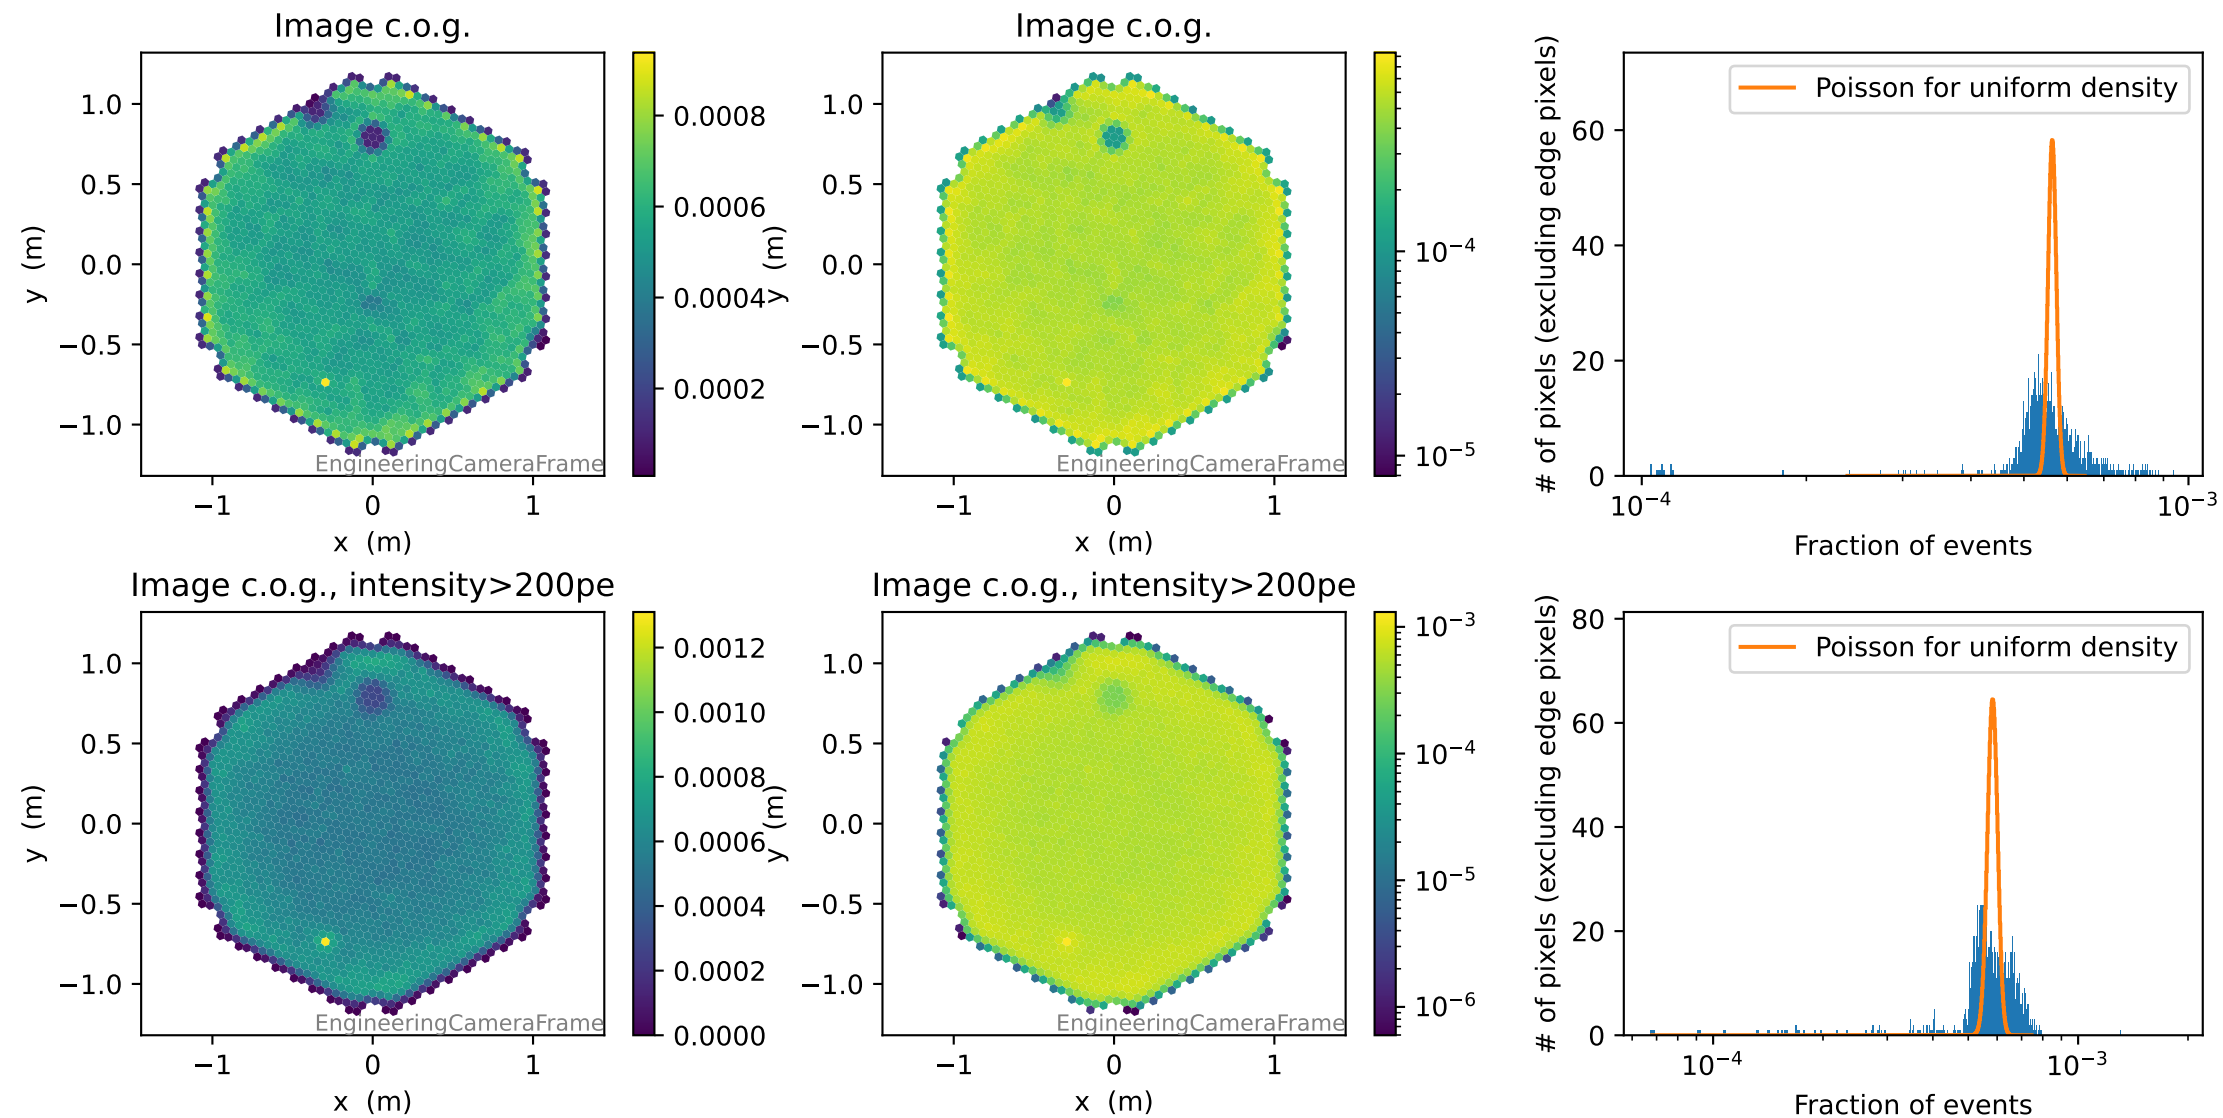 Image c.o.g.
1.0
0.5
0.0
−0.5
−1.0
y (m)
−1
0
1
x (m)
EngineeringCameraFrame
0.0008
0.0006
0.0004
0.0002
Image c.o.g.
1.0
0.5
0.0
−0.5
−1.0
y (m)
−1
0
1
x (m)
EngineeringCameraFrame
10⁻⁴
10⁻⁵
# of pixels (excluding edge pixels)
60
40
20
0
Poisson for uniform density
10⁻⁴
10⁻³
Fraction of events
Image c.o.g., intensity>200pe
1.0
0.5
0.0
−0.5
−1.0
y (m)
−1
0
1
x (m)
EngineeringCameraFrame
0.0012
0.0010
0.0008
0.0006
0.0004
0.0002
0.0000
Image c.o.g., intensity>200pe
1.0
0.5
0.0
−0.5
−1.0
y (m)
−1
0
1
x (m)
EngineeringCameraFrame
10⁻³
10⁻⁴
10⁻⁵
10⁻⁶
# of pixels (excluding edge pixels)
80
60
40
20
0
Poisson for uniform density
10⁻⁴
10⁻³
Fraction of events